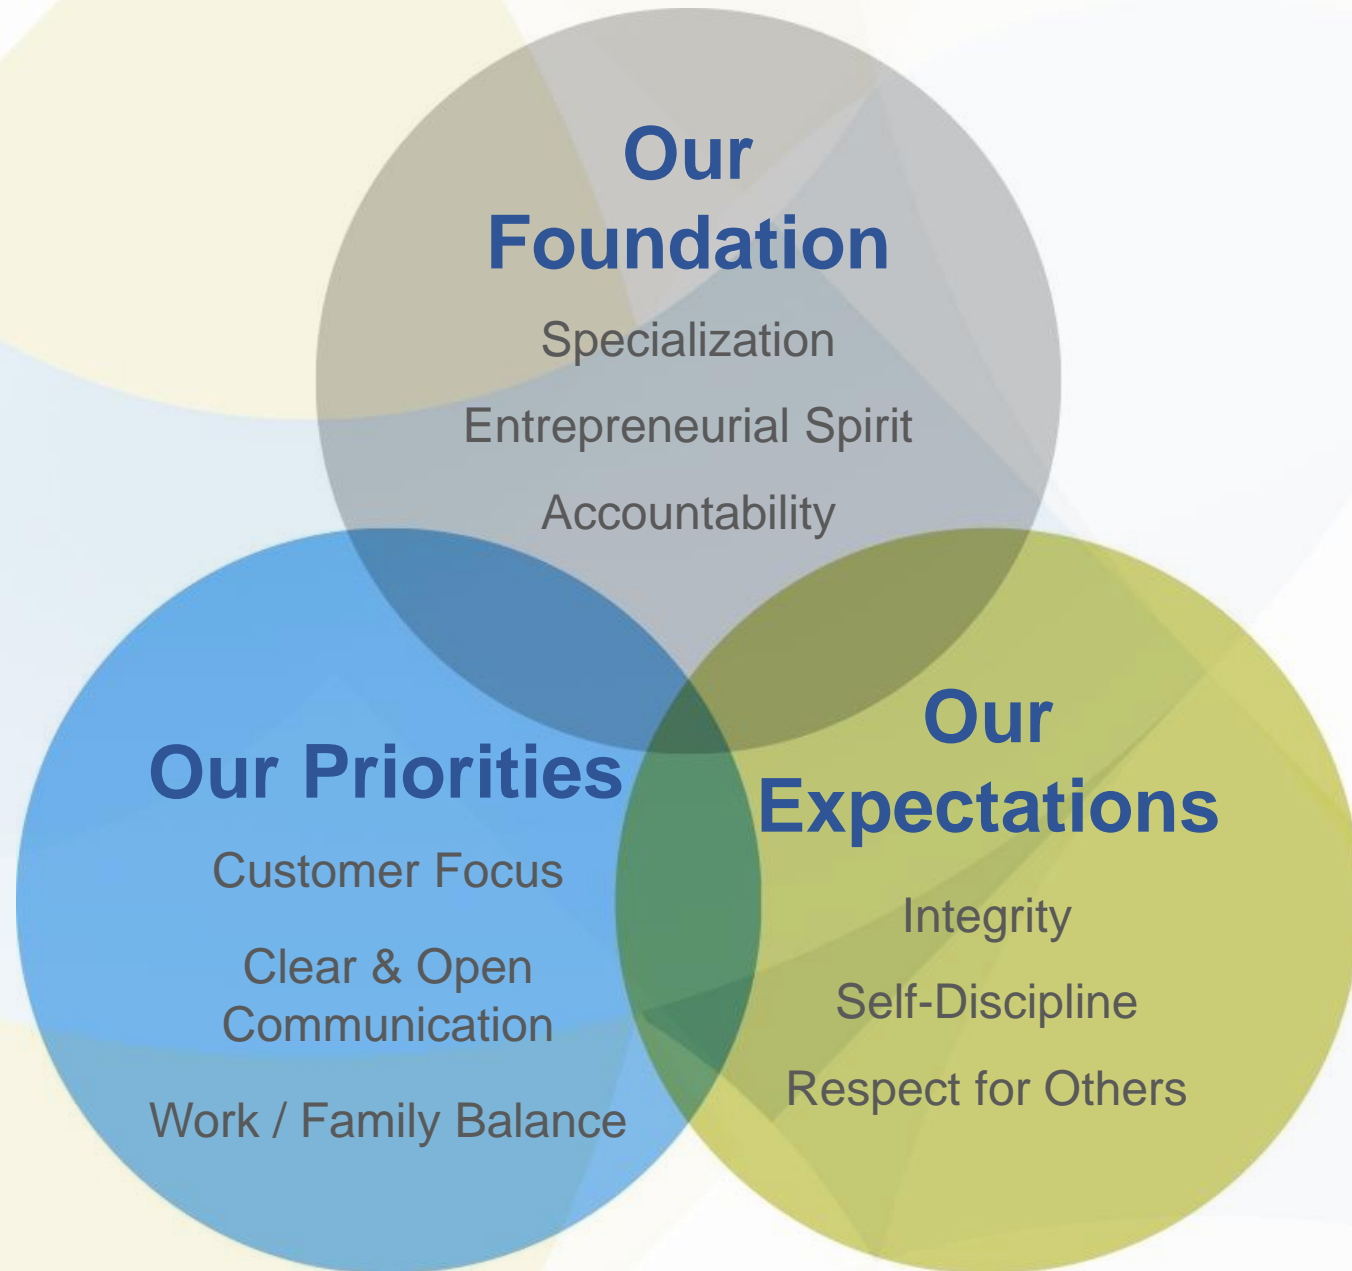 Our
Foundation
Specialization
Entrepreneurial Spirit
Accountability
Our Priorities
Customer Focus
Clear & Open
Communication
Work / Family Balance
Our
Expectations
Integrity
Self-Discipline
Respect for Others